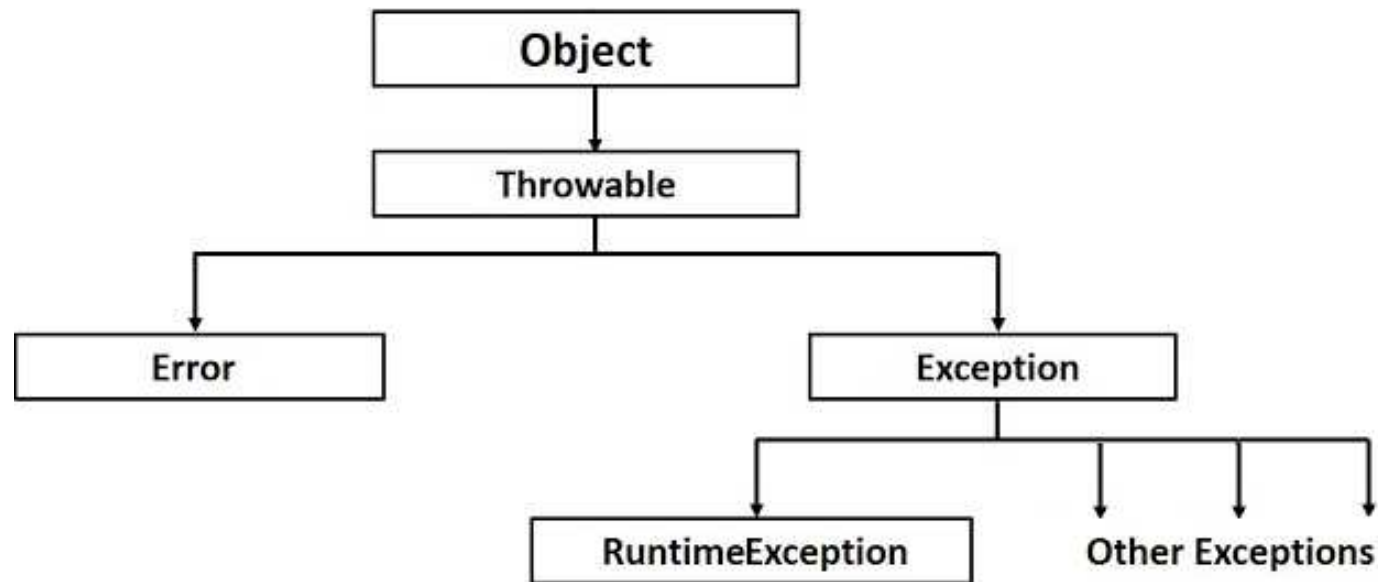 Object
Throwable
Error
Exception
RuntimeException
Other Exceptions